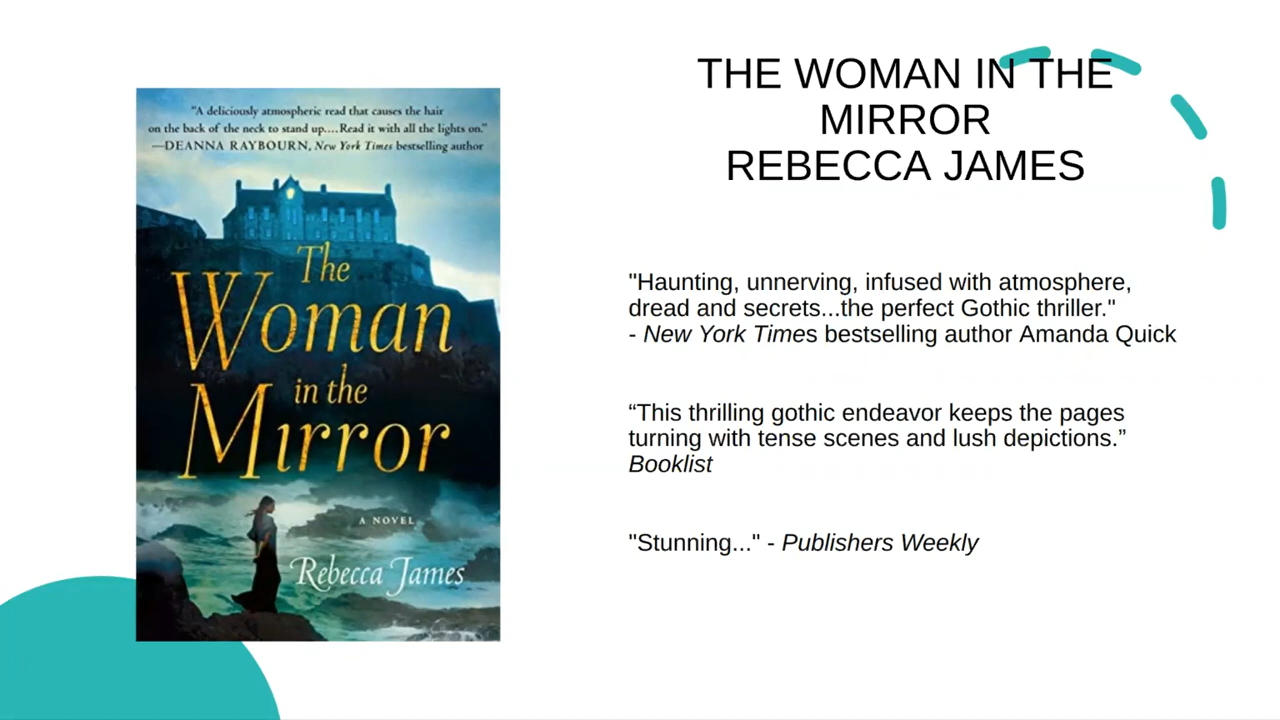 "A deliciously atmospheric read that causes the hair
on the back of the neck to stand up....Read it with all the lights on."
—DEANNA RAYBOURN, New York Times bestselling author
The
Woman
in the
Mirror
A NOVEL
Rebecca James
THE WOMAN IN THE
MIRROR
REBECCA JAMES
"Haunting, unnerving, infused with atmosphere,
dread and secrets...the perfect Gothic thriller."
- New York Times bestselling author Amanda Quick
“This thrilling gothic endeavor keeps the pages
turning with tense scenes and lush depictions.”
Booklist
"Stunning..." - Publishers Weekly